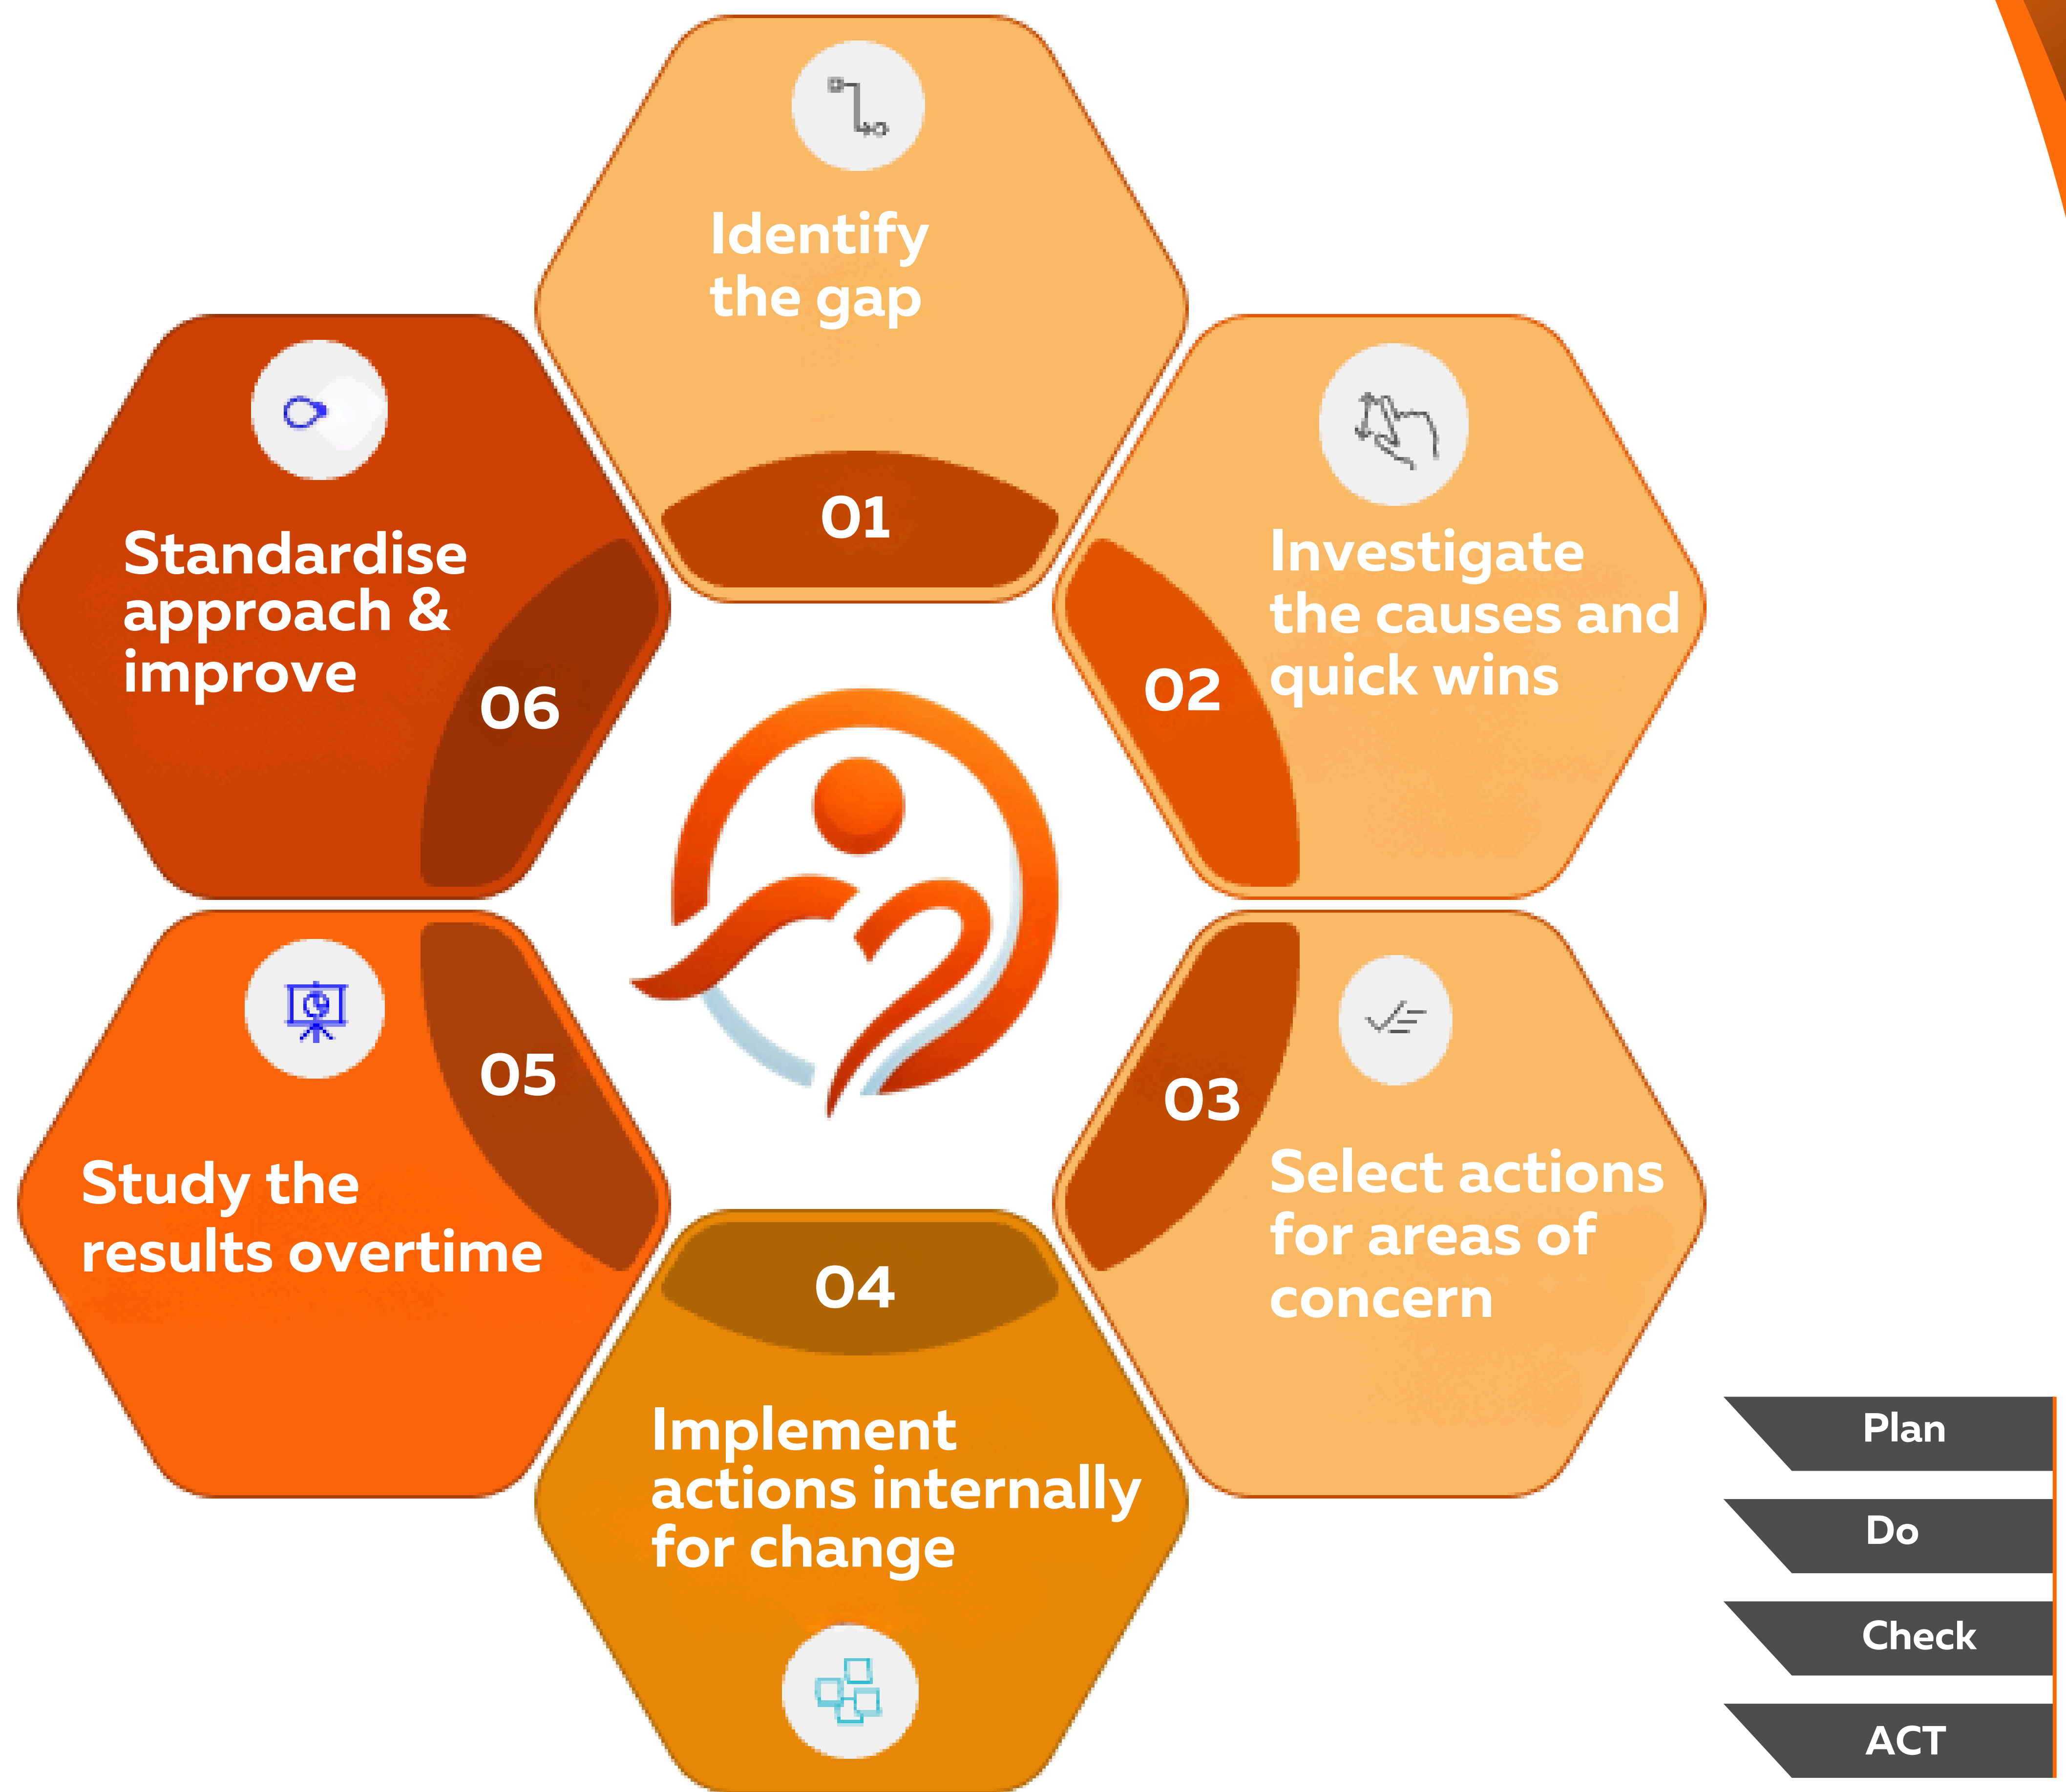 Identify
the gap
01
Investigate
the causes and
quick wins
02
03
Select actions
for areas of
concern
04
Implement
actions internally
for change
05
Study the
results overtime
Standardise
approach &
improve
06
Plan
Do
Check
ACT